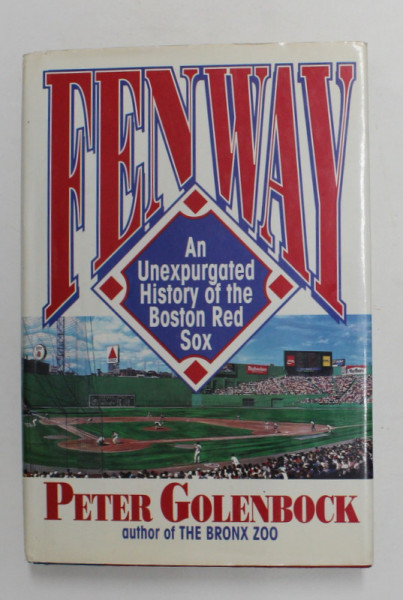 FENWAY
An
Unexpurgated
History of the
Boston Red
Sox
PETER GOLENBOCK
author of THE BRONX ZOO